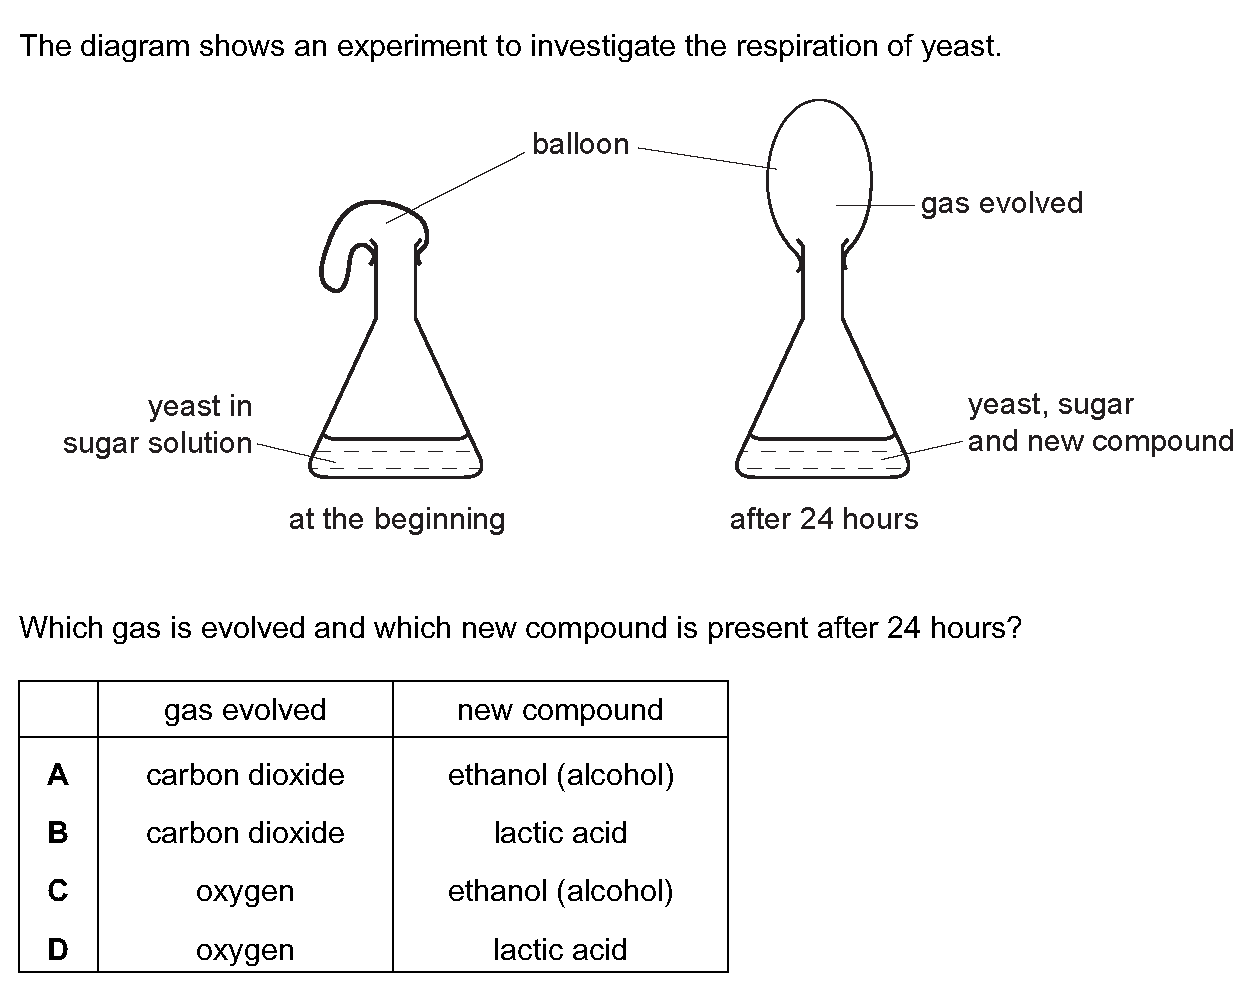 The diagram shows an experiment to investigate the respiration of yeast.
balloon
gas evolved
yeast in
sugar solution
yeast, sugar
and new compound
at the beginning
after 24 hours
Which gas is evolved and which new compound is present after 24 hours?
gas evolved new compound
A carbon dioxide ethanol (alcohol)
B carbon dioxide lactic acid
C oxygen ethanol (alcohol)
D oxygen lactic acid